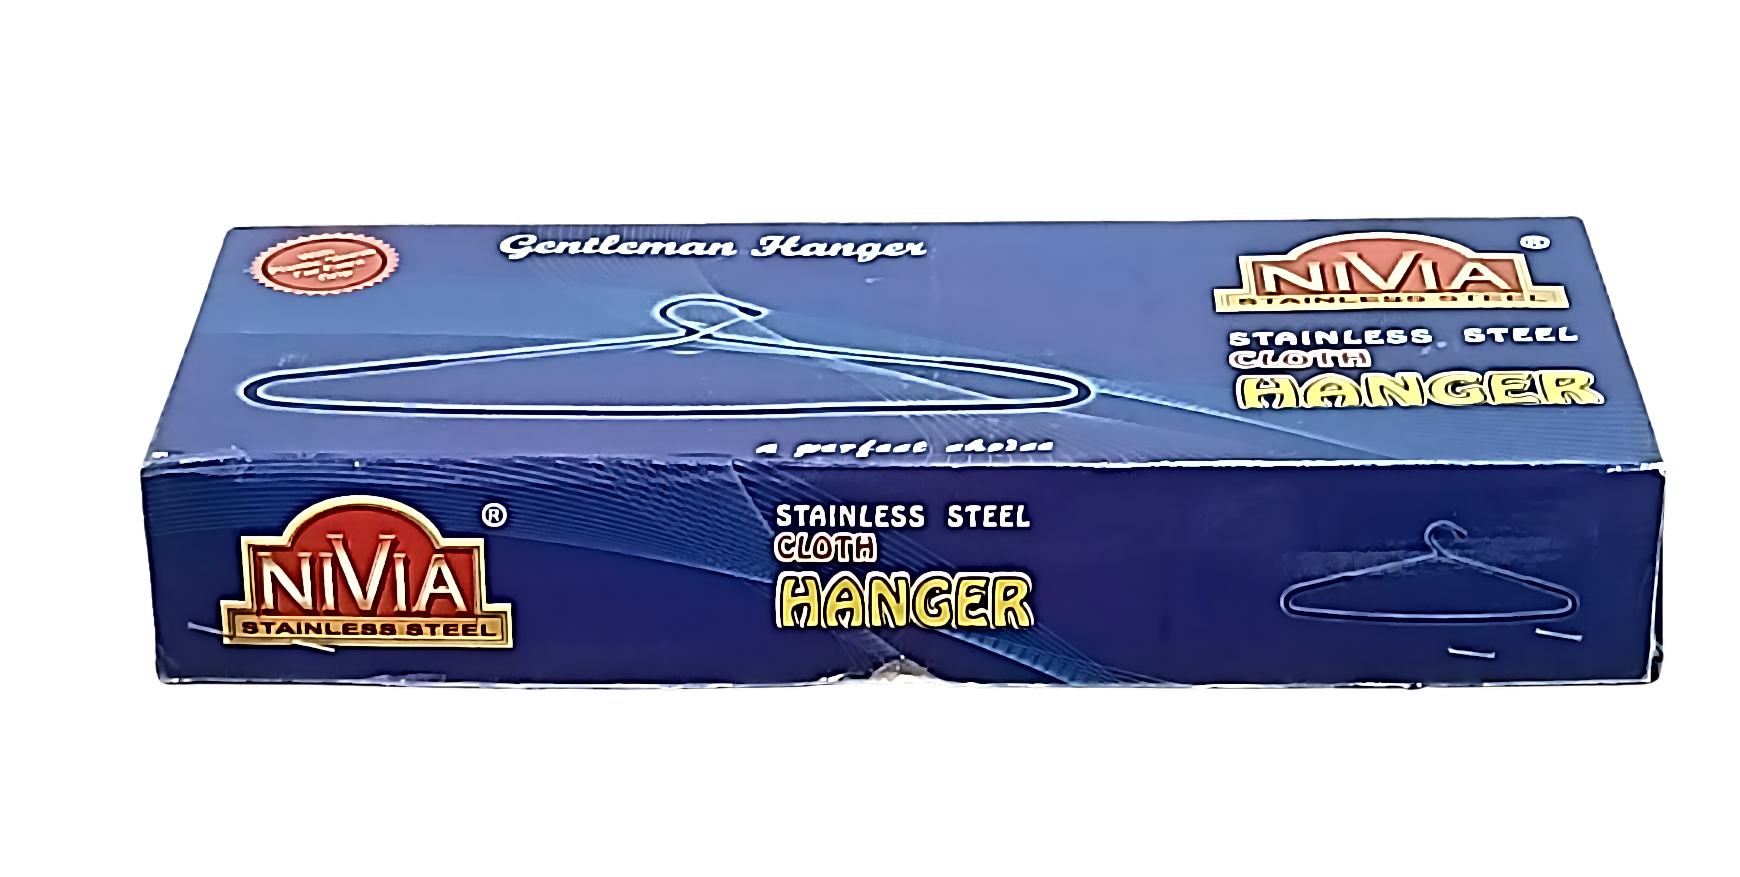 Gentleman Hanger
NIVIA
®
STAINLESS STEEL
STAINLESS STEEL
CLOTH
HANGER
a perfect choice
NIVIA
®
STAINLESS STEEL
STAINLESS STEEL
CLOTH
HANGER